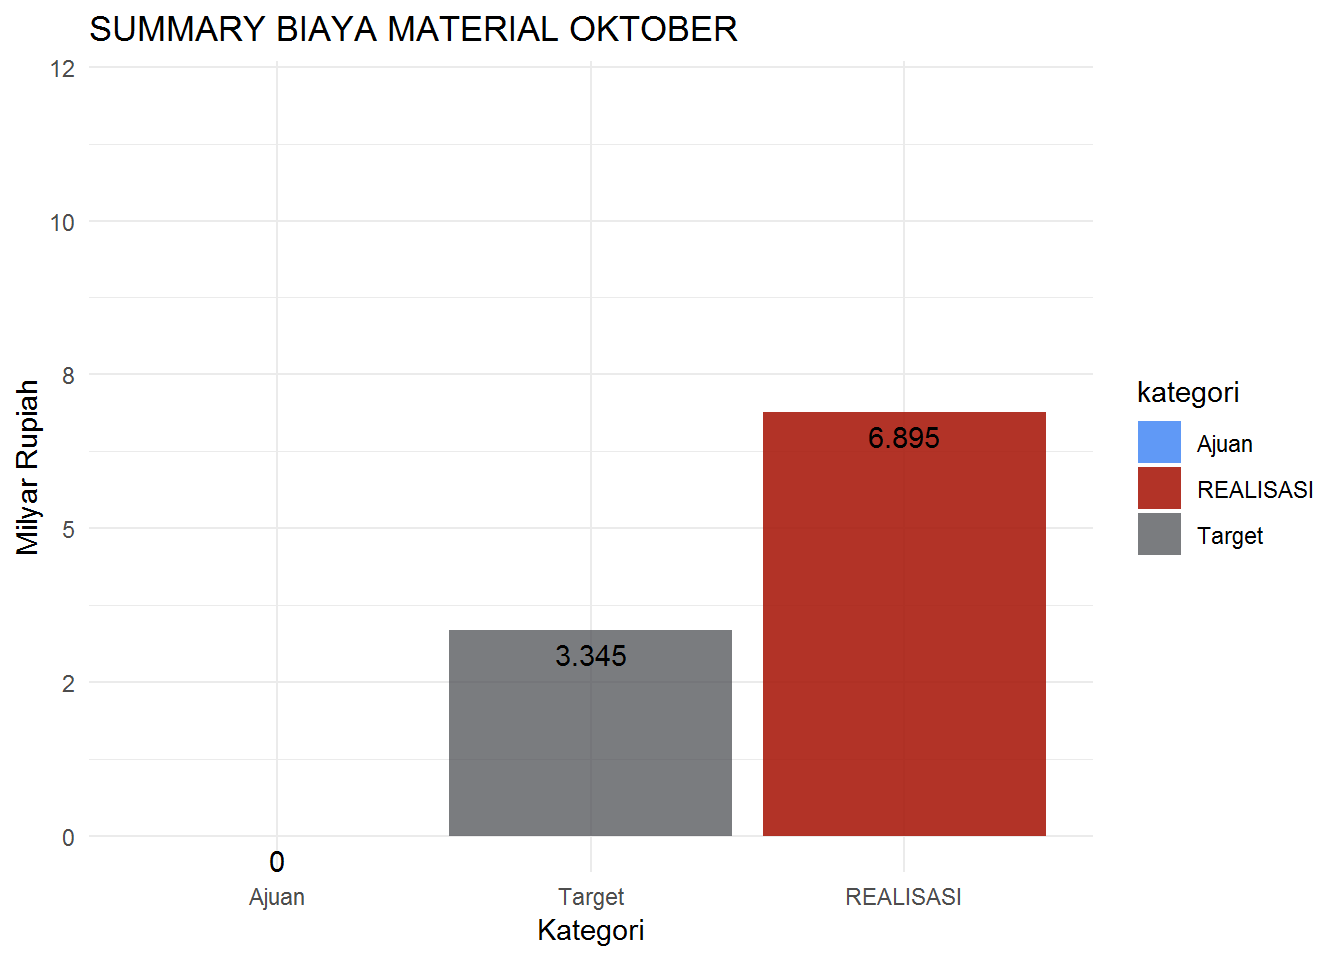 SUMMARY BIAYA MATERIAL OKTOBER
12
10
8
5
2
0
Milyar Rupiah
6.895
3.345
0
Ajuan
Target
REALISASI
Kategori
kategori
Ajuan
REALISASI
Target